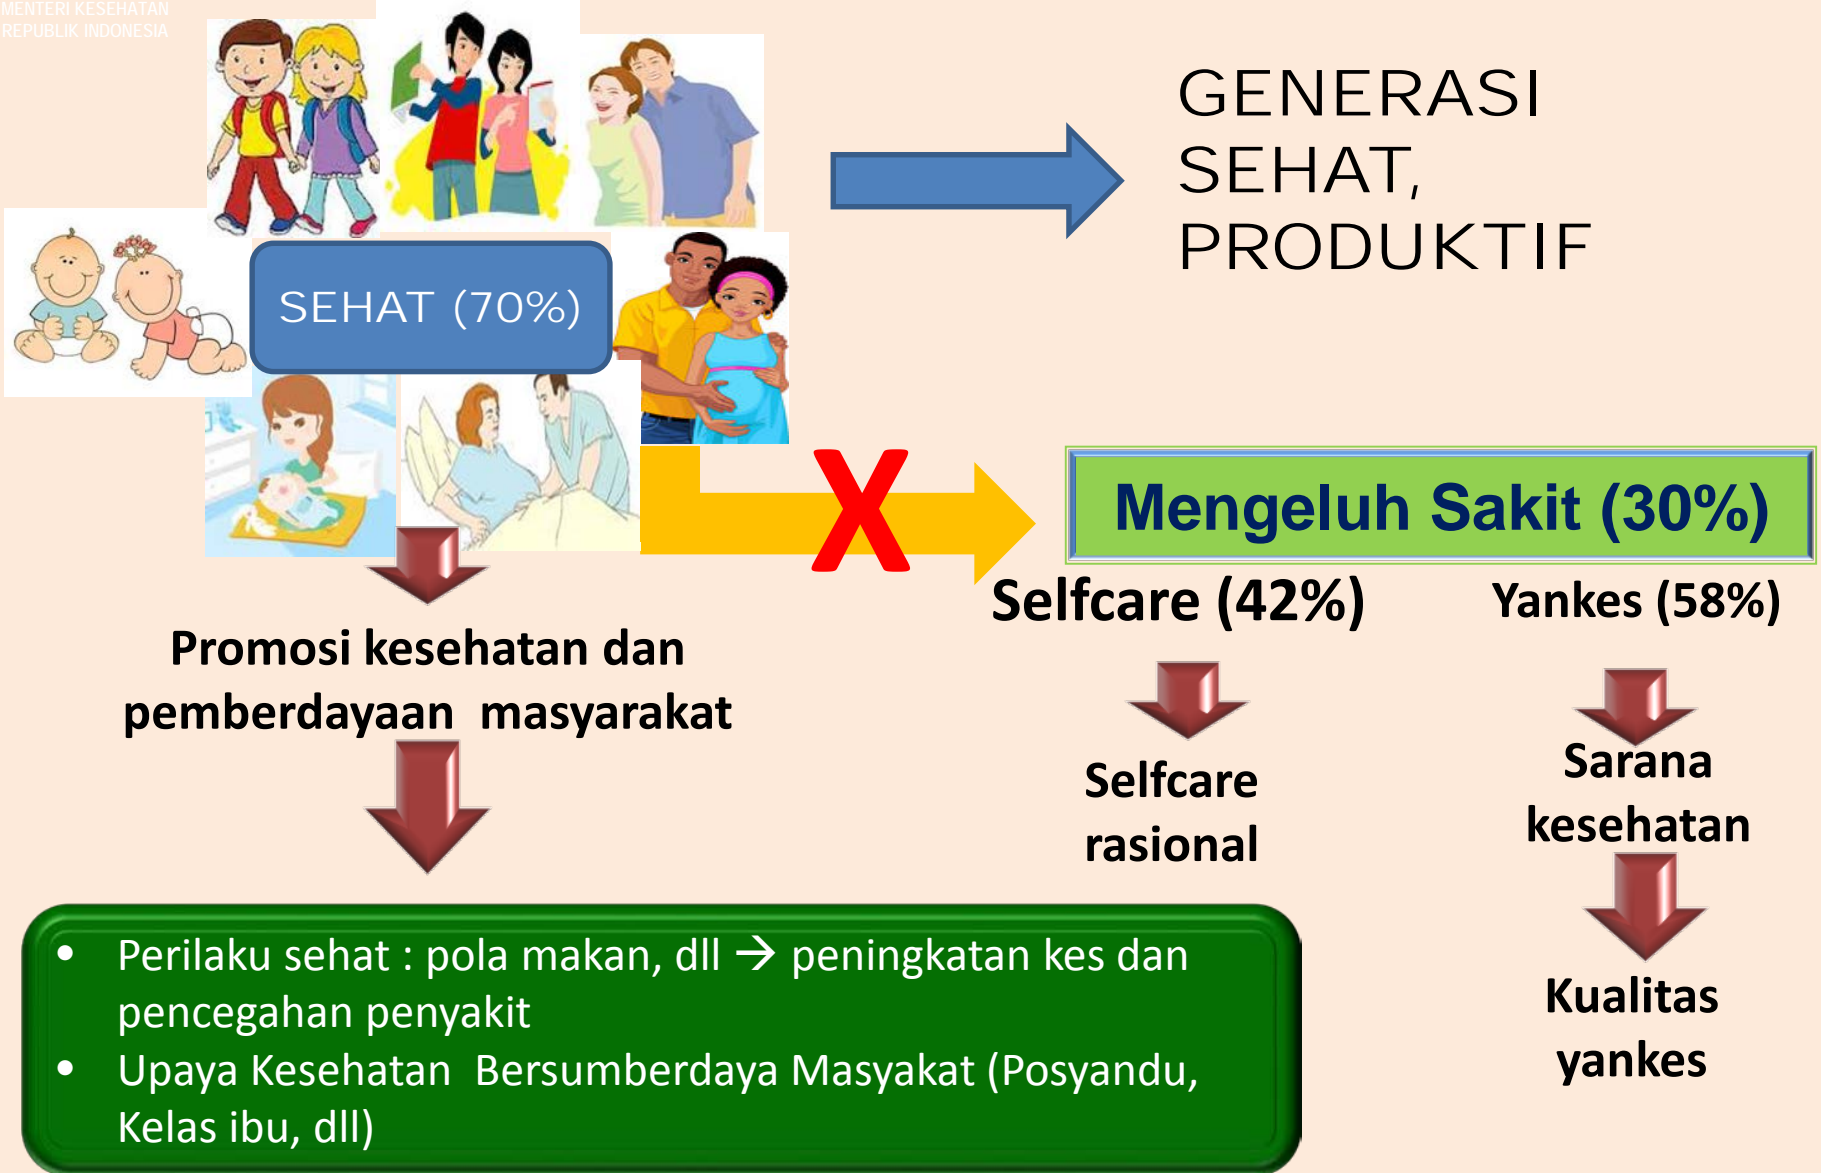 MENTERI KESEHATAN
REPUBLIK INDONESIA
GENERASI
SEHAT,
PRODUKTIF
SEHAT (70%)
X
Mengeluh Sakit (30%)
Selfcare (42%)
Yankes (58%)
Promosi kesehatan dan
pemberdayaan masyarakat
Selfcare
rasional
Sarana
kesehatan
Kualitas
yankes
• Perilaku sehat : pola makan, dll → peningkatan kes dan
pencegahan penyakit
• Upaya Kesehatan Bersumberdaya Masyakat (Posyandu,
Kelas ibu, dll)